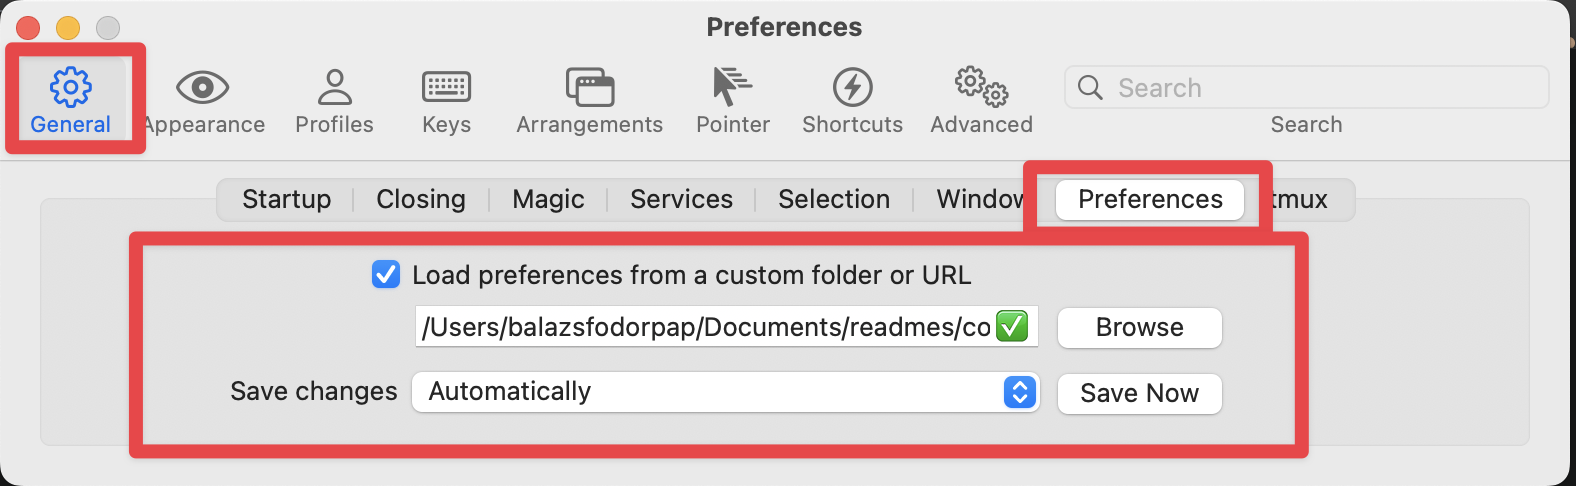 Preferences
General Appearance Profiles Keys Arrangements Pointer Shortcuts Advanced Search
Search
Startup Closing Magic Services Selection Window Preferences tmux
Load preferences from a custom folder or URL
/Users/balazsfodorpap/Documents/readmes/co Browse
Save changes Automatically Save Now